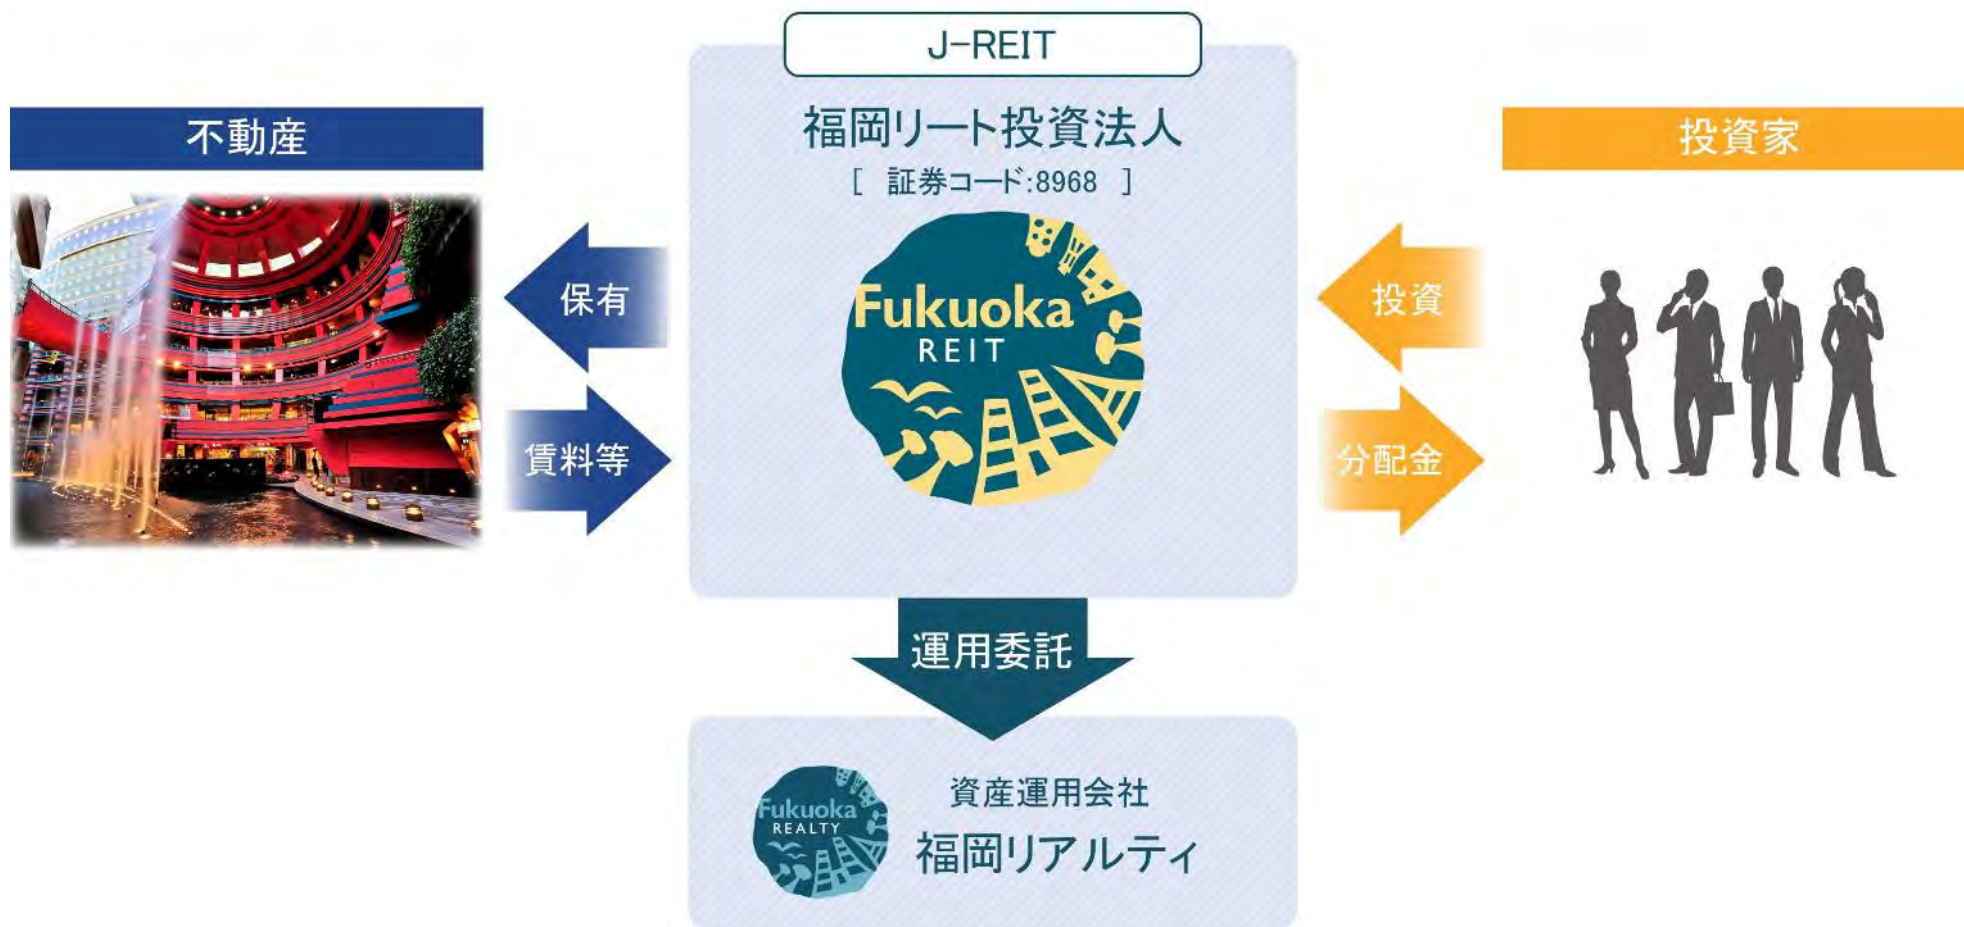 J-REIT
福岡リート投資法人
[ 証券コード:8968 ]
不動産
投資家
保有
賃料等
Fukuoka
REIT
投資
分配金
運用委託
Fukuoka
REALTY
資産運用会社
福岡リアルティ